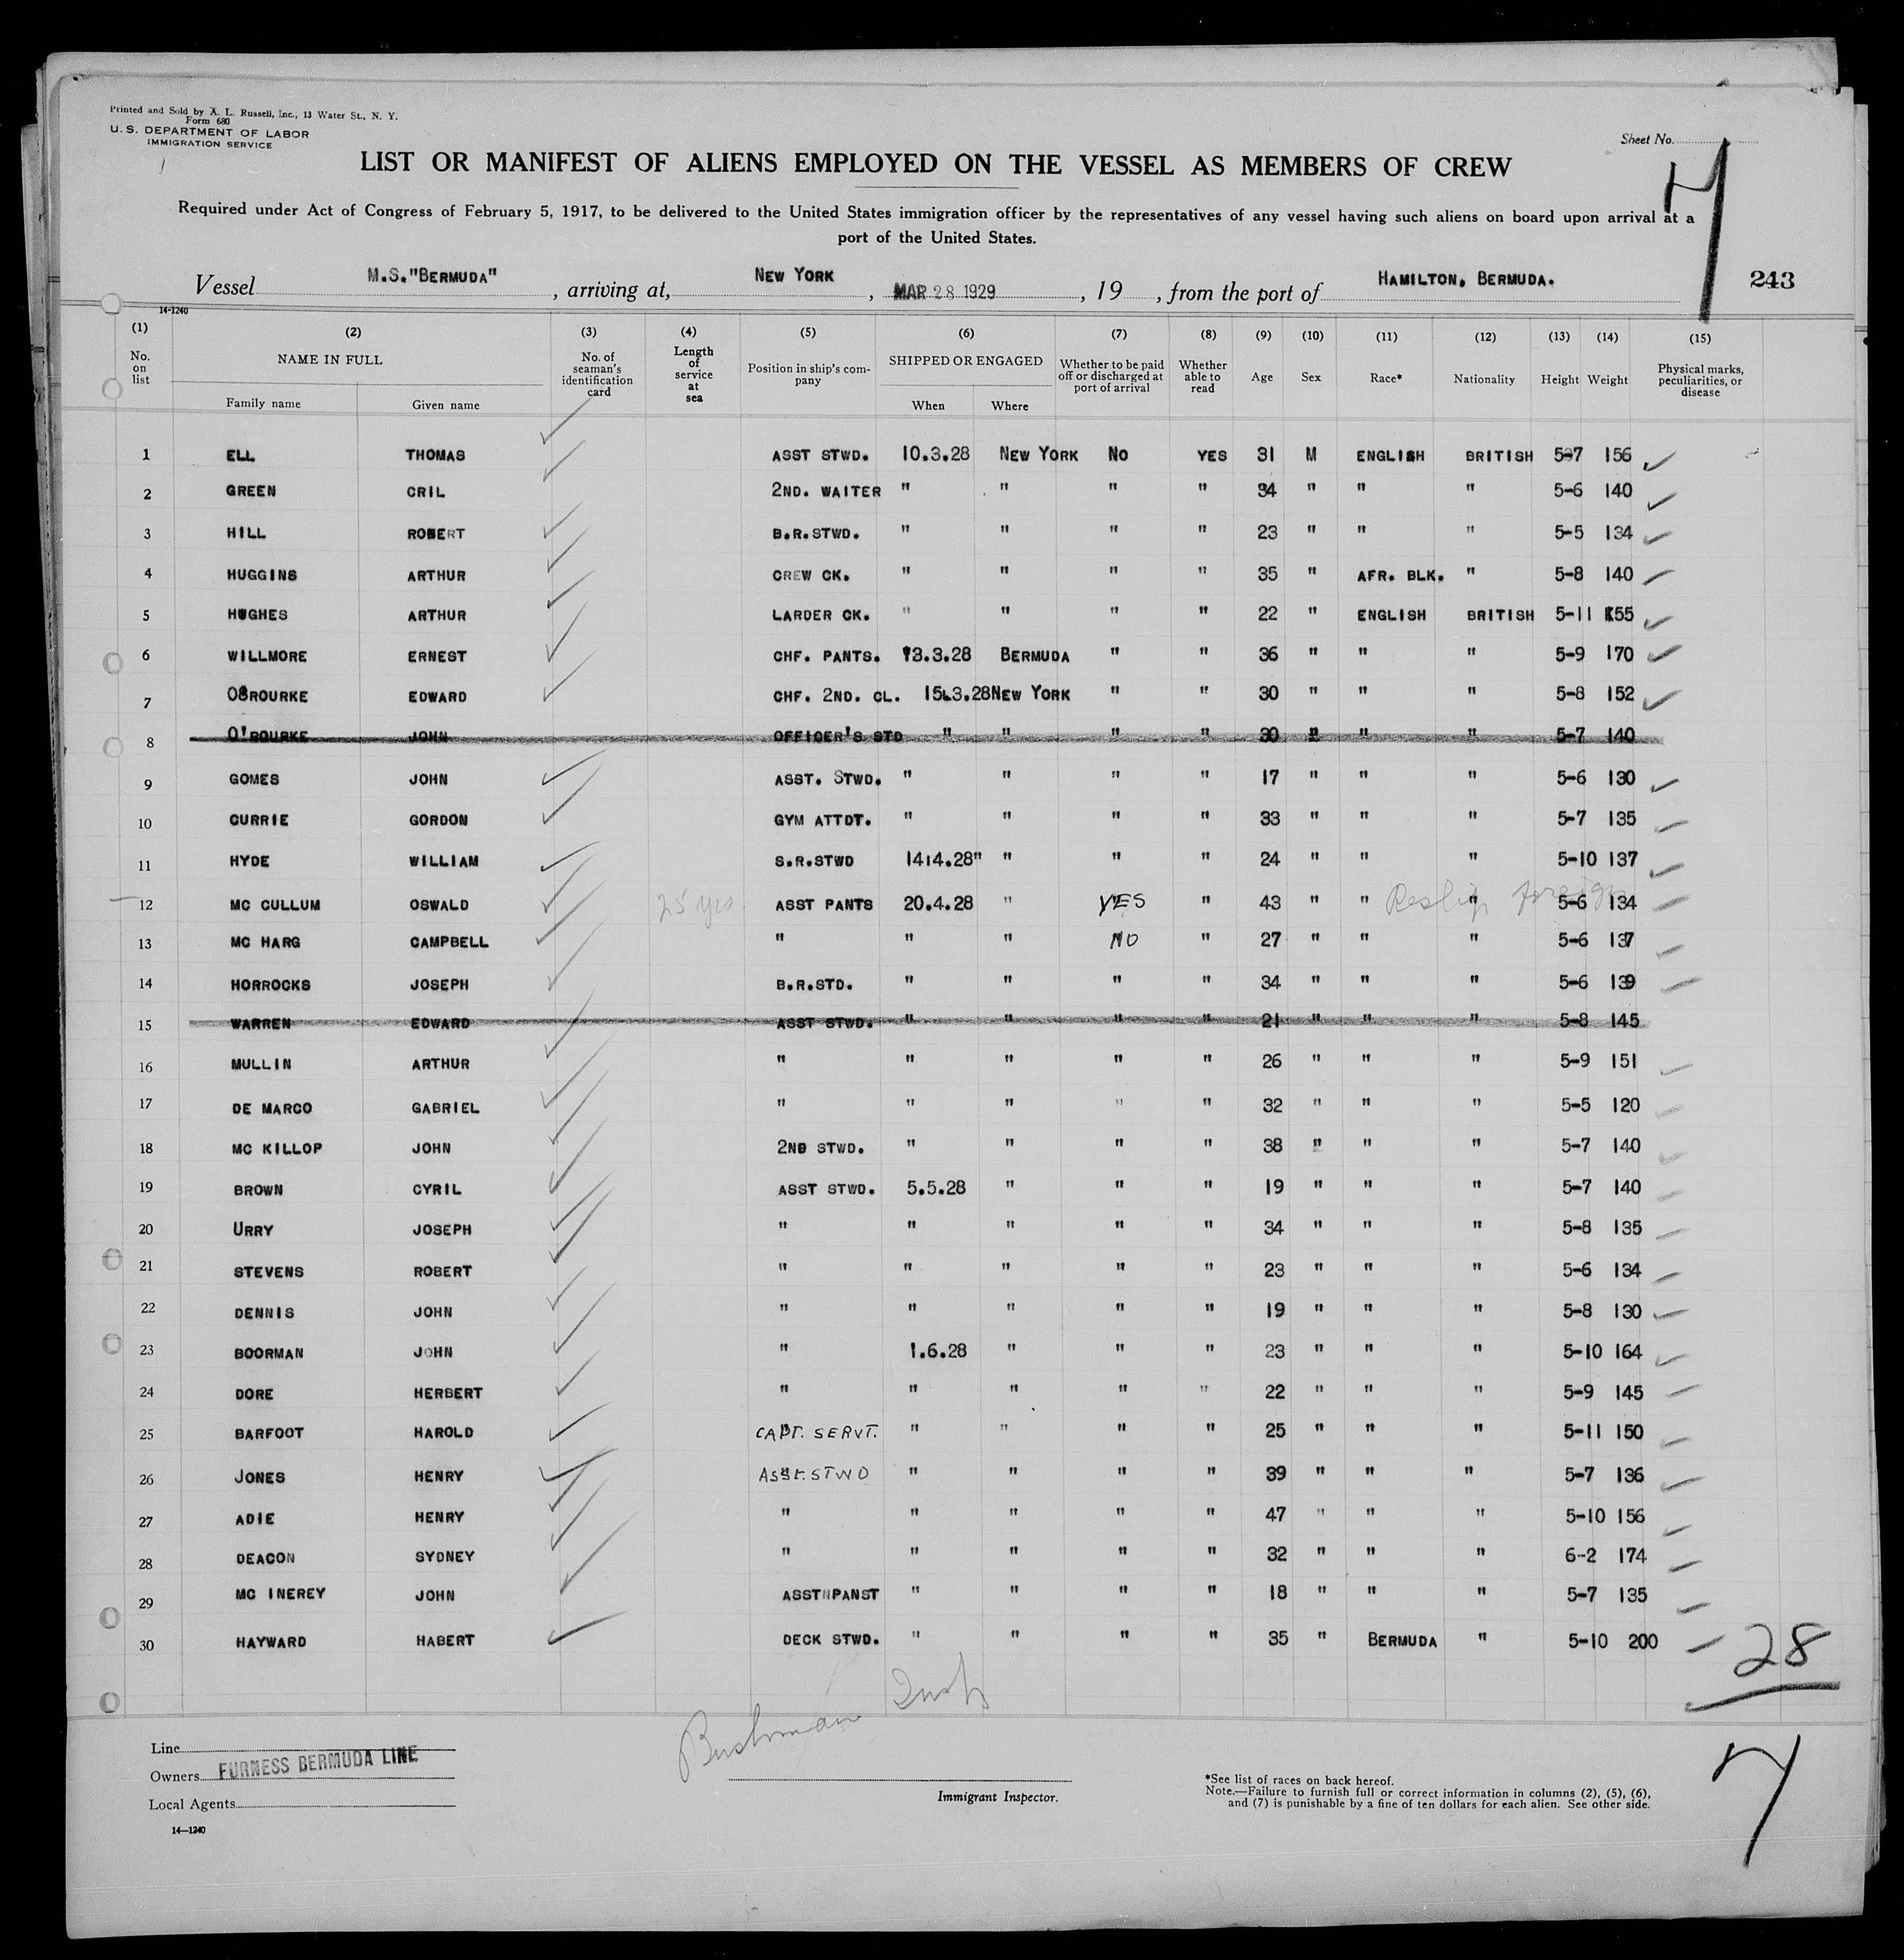 Printed and Sold by A. L. Russell, Inc., 13 Water St., N. Y.
Form 680
U. S. DEPARTMENT OF LABOR
IMMIGRATION SERVICE
Sheet No.
4
LIST OR MANIFEST OF ALIENS EMPLOYED ON THE VESSEL AS MEMBERS OF CREW
Required under Act of Congress of February 5, 1917, to be delivered to the United States immigration officer by the representatives of any vessel having such aliens on board upon arrival at a
port of the United States.
Vessel M.S."BERMUDA" , arriving at, NEW YORK , MAR 28 1929 , 19 , from the port of HAMILTON, BERMUDA. 243
14-1240
(1) (2) (3) (4) (5) (6) (7) (8) (9) (10) (11) (12) (13) (14) (15)
No. on list NAME IN FULL Family name Given name No. of seaman's identification card Length of service at sea Position in ship's company SHIPPED OR ENGAGED When Where Whether to be paid off or discharged at port of arrival Whether able to read Age Sex Race* Nationality Height Weight Physical marks, peculiarities, or disease
1 ELL THOMAS ASST STWD. 10.3.28 NEW YORK NO YES 31 M ENGLISH BRITISH 5-7 156
2 GREEN CRIL 2ND. WAITER " " " " 34 " " " 5-6 140
3 HILL ROBERT B.R.STWD. " " " " 23 " " " 5-5 134
4 HUGGINS ARTHUR CREW CK. " " " " 35 " AFR. BLK. " 5-8 140
5 HUGHES ARTHUR LARDER CK. " " " " 22 " ENGLISH BRITISH 5-11 155
6 WILLMORE ERNEST CHF. PANTS. 13.3.28 BERMUDA " " 36 " " " 5-9 170
7 O'ROURKE EDWARD CHF. 2ND. CL. 15.3.28 NEW YORK " " 30 " " " 5-8 152
8 O'ROURKE JOHN OFFICER'S STD " " " " 30 " " " 5-7 140
9 GOMES JOHN ASST. STWD. " " " " 17 " " " 5-6 130
10 CURRIE GORDON GYM ATTDT. " " " " 33 " " " 5-7 135
11 HYDE WILLIAM S.R.STWD 14.4.28" " " " 24 " " " 5-10 137
12 MC CULLUM OSWALD 25 yrs ASST PANTS 20.4.28 " YES " 43 " " " Reship foreign 5-6 134
13 MC HARG CAMPBELL " " " NO " 27 " " " 5-6 137
14 HORROCKS JOSEPH B.R.STD. " " " " 34 " " " 5-6 139
15 WARREN EDWARD ASST STWD. " " " " 21 " " " 5-8 145
16 MULLIN ARTHUR " " " " " 26 " " " 5-9 151
17 DE MARCO GABRIEL " " " " " 32 " " " 5-5 120
18 MC KILLOP JOHN 2ND STWD. " " " " 38 " " " 5-7 140
19 BROWN CYRIL ASST STWD. 5.5.28 " " " 19 " " " 5-7 140
20 URRY JOSEPH " " " " " 34 " " " 5-8 135
21 STEVENS ROBERT " " " " " 23 " " " 5-6 134
22 DENNIS JOHN " " " " " 19 " " " 5-8 130
23 BOORMAN JOHN " 1.6.28 " " " 23 " " " 5-10 164
24 DORE HERBERT " " " " " 22 " " " 5-9 145
25 BARFOOT HAROLD CAPT. SERVT. " " " " 25 " " " 5-11 150
26 JONES HENRY ASST. STWD " " " " 39 " " " 5-7 136
27 ADIE HENRY " " " " " 47 " " " 5-10 156
28 DEACON SYDNEY " " " " " 32 " " " 6-2 174
29 MC INEREY JOHN ASST PANST " " " " 18 " " " 5-7 135
30 HAYWARD HABERT DECK STWD. " " " " 35 " BERMUDA " 5-10 200
28
Bushman
Line
Owners FURNESS BERMUDA LINE
Local Agents
14-1240
Immigrant Inspector.
*See list of races on back hereof.
Note.—Failure to furnish full or correct information in columns (2), (5), (6),
and (7) is punishable by a fine of ten dollars for each alien. See other side.
7